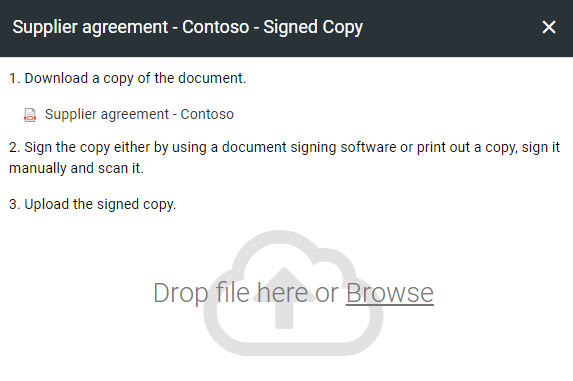 Supplier agreement - Contoso - Signed Copy
1. Download a copy of the document.
Supplier agreement - Contoso
2. Sign the copy either by using a document signing software or print out a copy, sign it
manually and scan it.
3. Upload the signed copy.
Drop file here or Browse